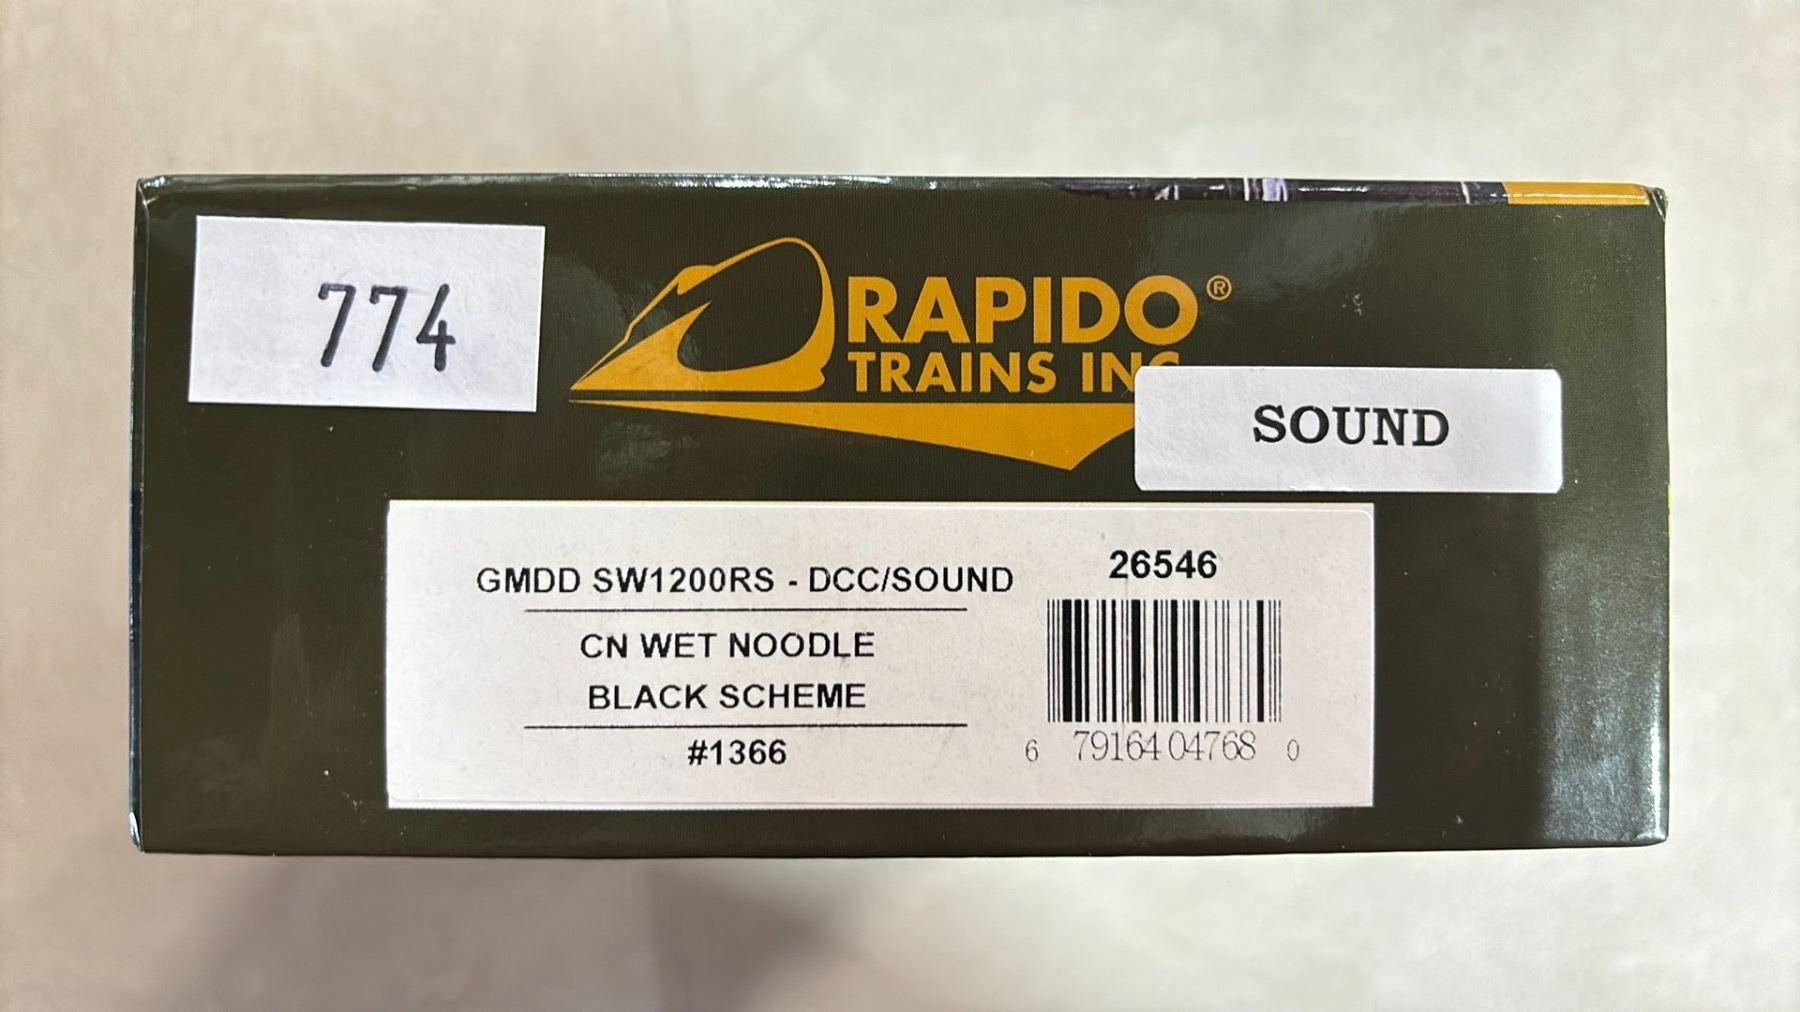 774
RAPIDO®
TRAINS INC
SOUND
GMDD SW1200RS - DCC/SOUND
CN WET NOODLE
BLACK SCHEME
#1366
26546
6 79164 04768 0